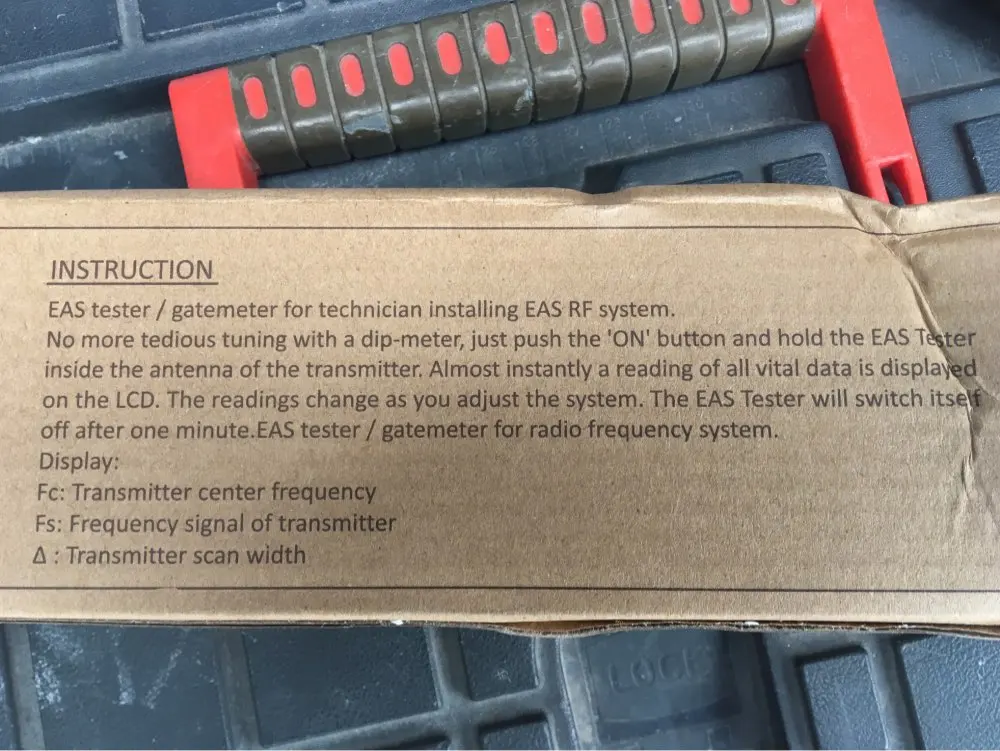 INSTRUCTION
EAS tester / gatemeter for technician installing EAS RF system.
No more tedious tuning with a dip-meter, just push the 'ON' button and hold the EAS Tester
inside the antenna of the transmitter. Almost instantly a reading of all vital data is displayed
on the LCD. The readings change as you adjust the system. The EAS Tester will switch itself
off after one minute.EAS tester / gatemeter for radio frequency system.
Display:
Fc: Transmitter center frequency
Fs: Frequency signal of transmitter
Δ : Transmitter scan width
LOCK